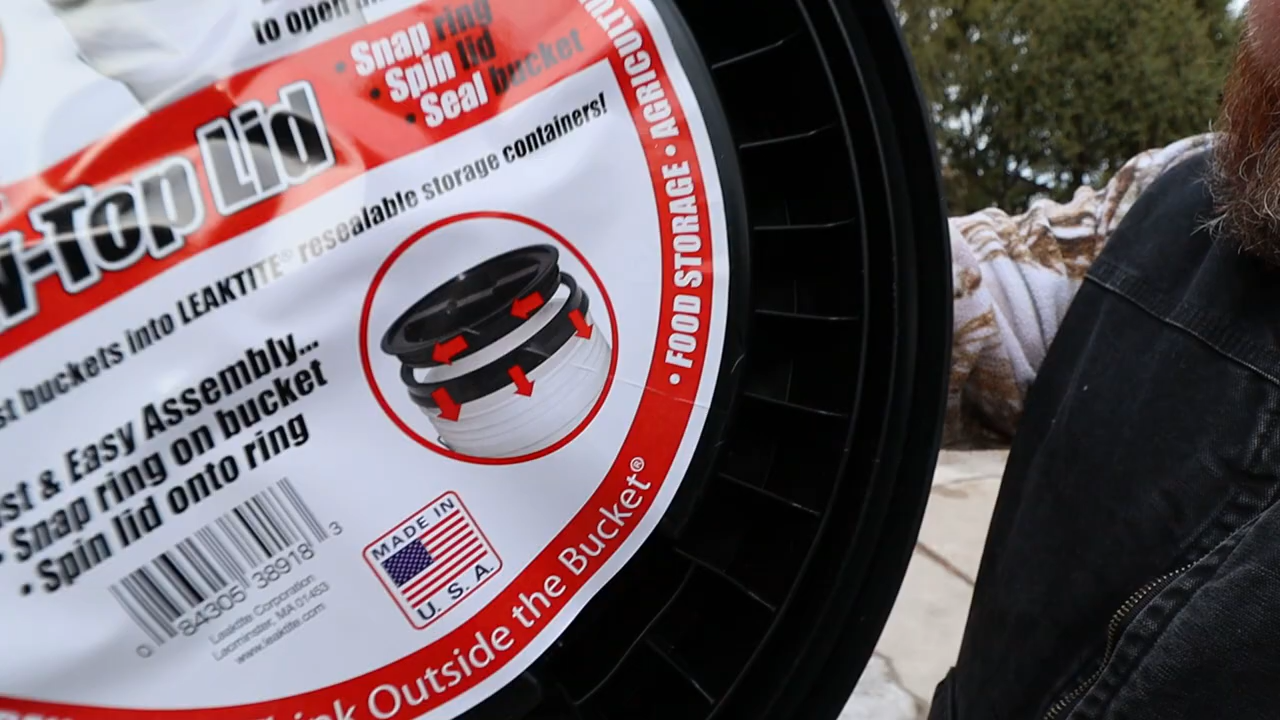 to open
• Snap ring
• Spin lid
• Seal bucket
-Top Lid
buckets into LEAKTITE® resealable storage containers!
& Easy Assembly...
• Snap ring on bucket
• Spin lid onto ring
0 84305 38918 3
Leaktite Corporation
Leominster, MA 01453
www.leaktite.com
MADE IN
U.S.A.
• FOOD STORAGE •
Outside the Bucket®